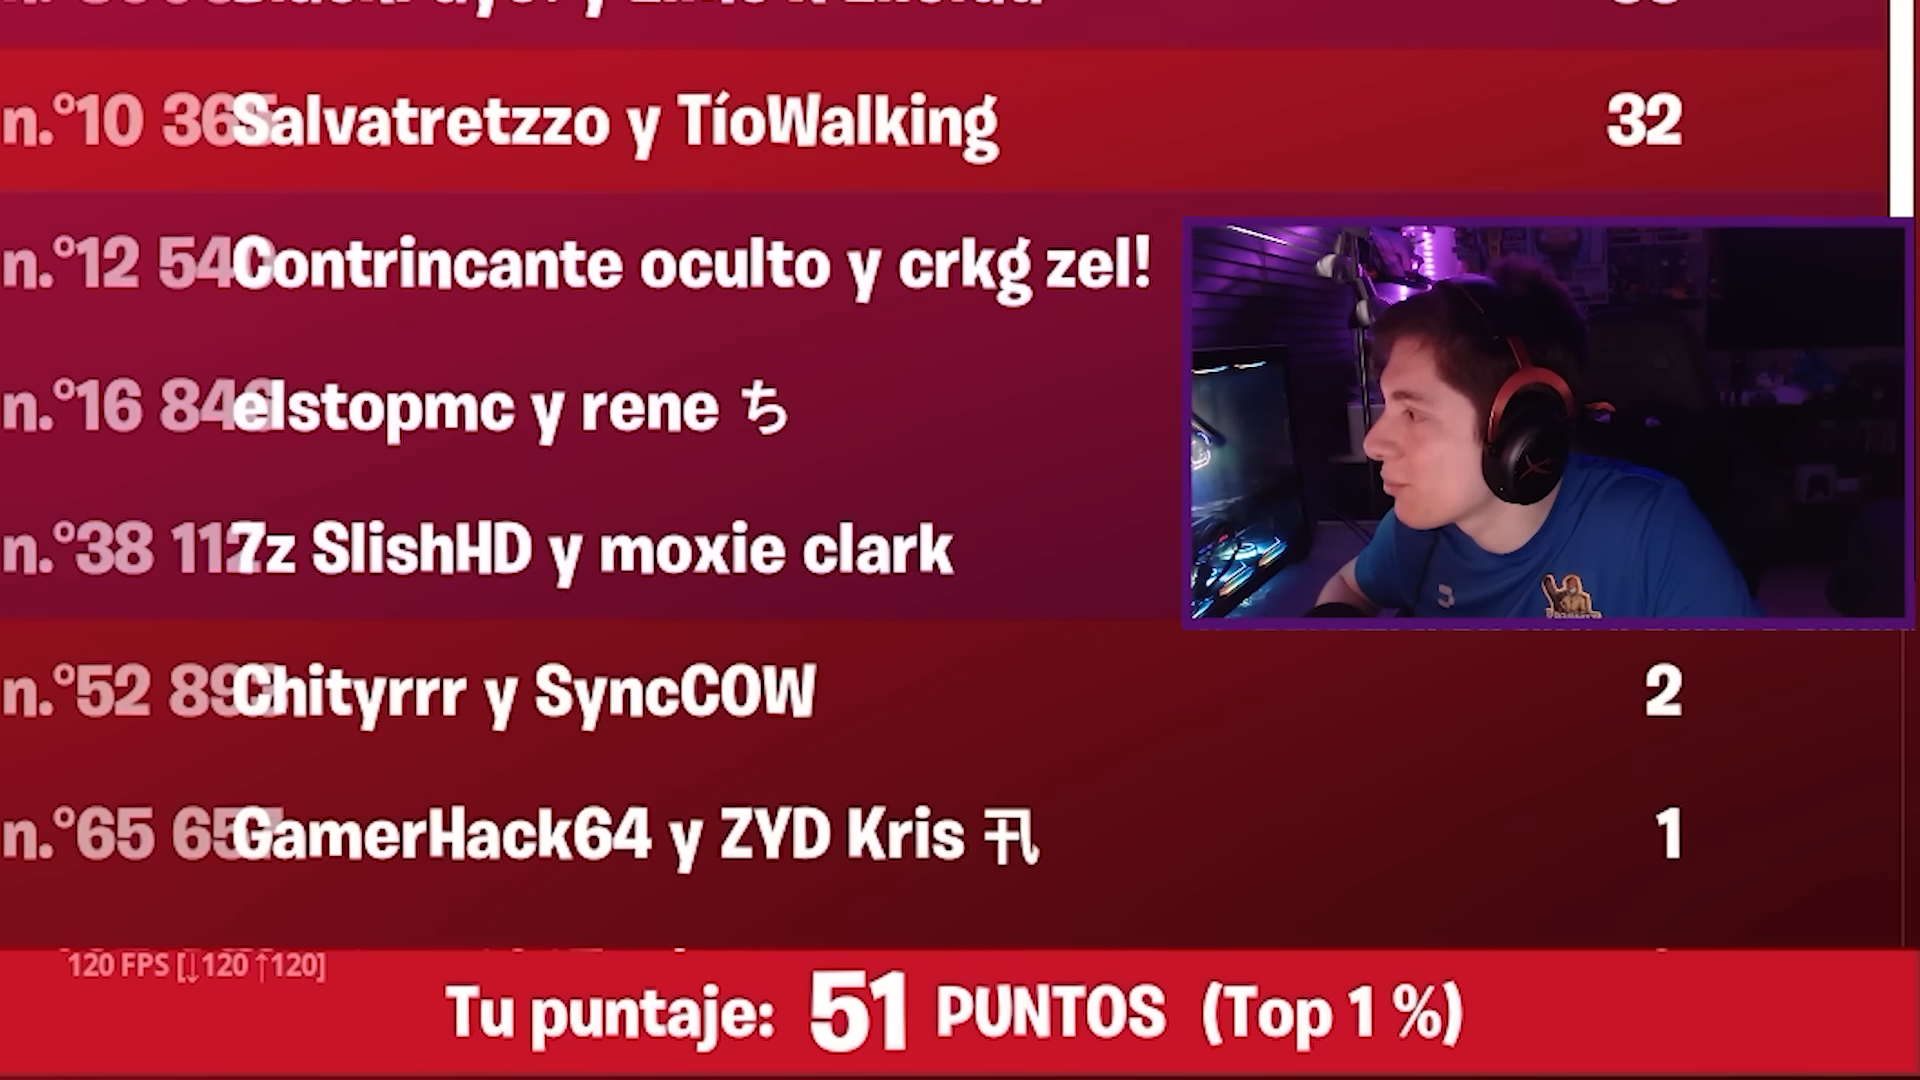 n.°10 36 Salvatretzzo y TíoWalking 32
n.°12 54 Contrincante oculto y crkg zel!
n.°16 84 elstopmc y rene ち
n.°38 112 7z SlishHD y moxie clark
n.°52 89 Chityrrr y SyncCOW 2
n.°65 65 GamerHack64 y ZYD Kris 卂 1
120 FPS [↓120 ↑120]
Tu puntaje: 51 PUNTOS (Top 1 %)